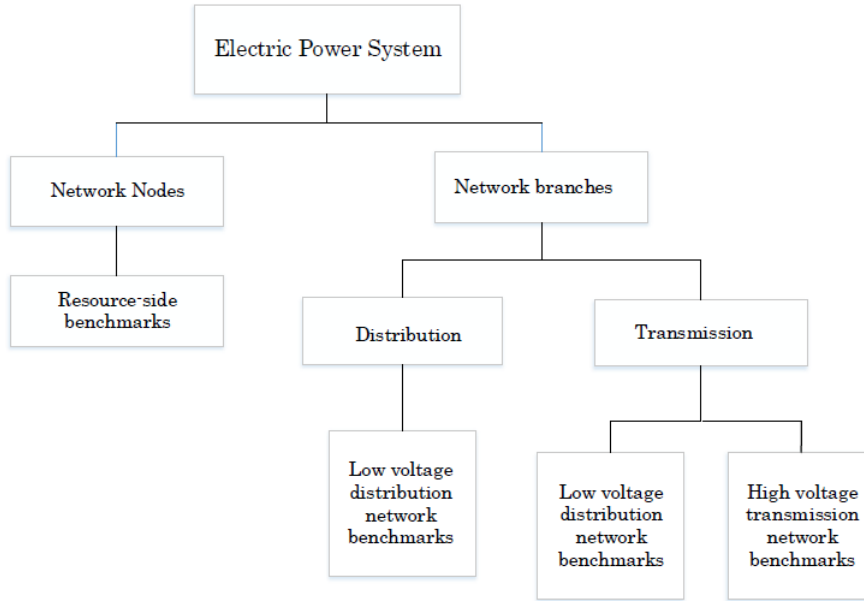 Electric Power System
Network Nodes
Network branches
Resource-side
benchmarks
Distribution
Transmission
Low voltage
distribution
network
benchmarks
Low voltage
distribution
network
benchmarks
High voltage
transmission
network
benchmarks